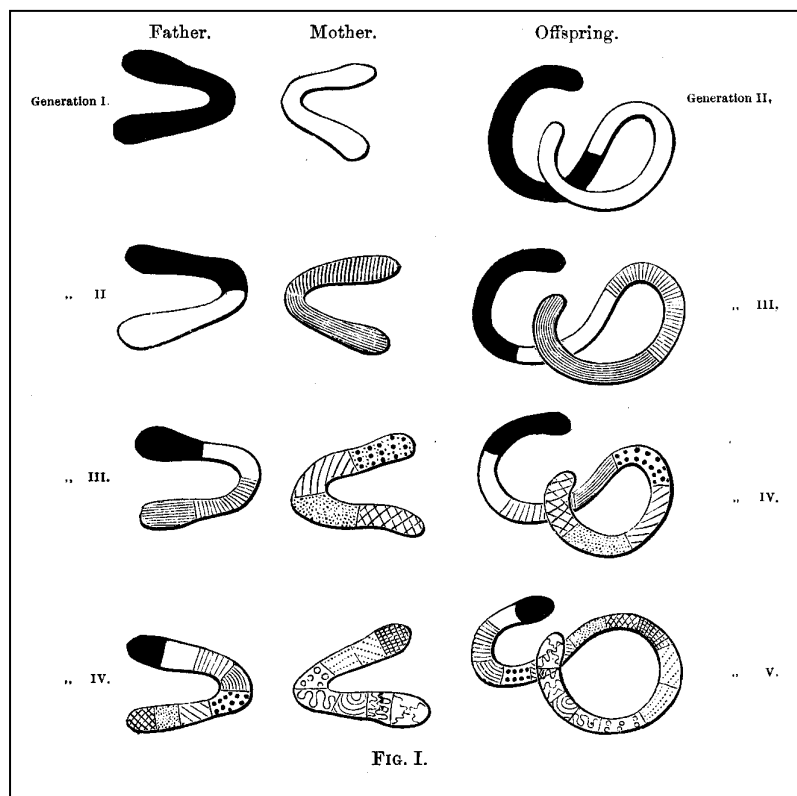 Father. Mother. Offspring.
Generation I. Generation II,
„ II „ III,
„ III. „ IV.
„ IV. „ V.
FIG. I.